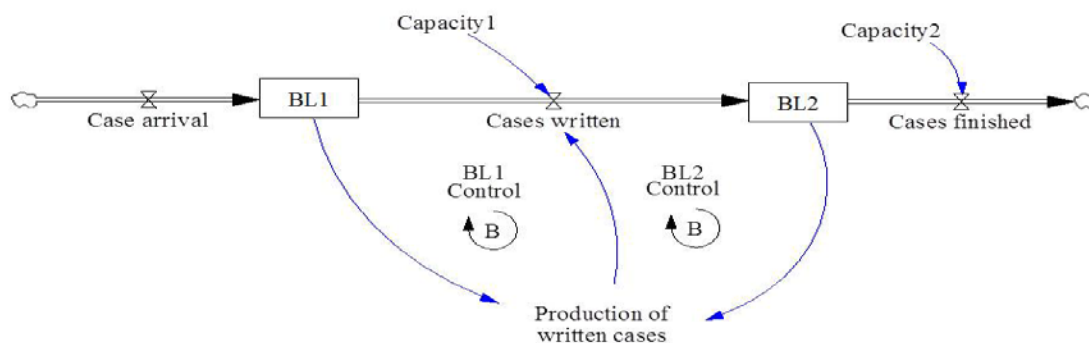 Capacity1
Capacity2
BL1
BL2
Case arrival
Cases written
Cases finished
BL1
Control
B
BL2
Control
B
Production of
written cases